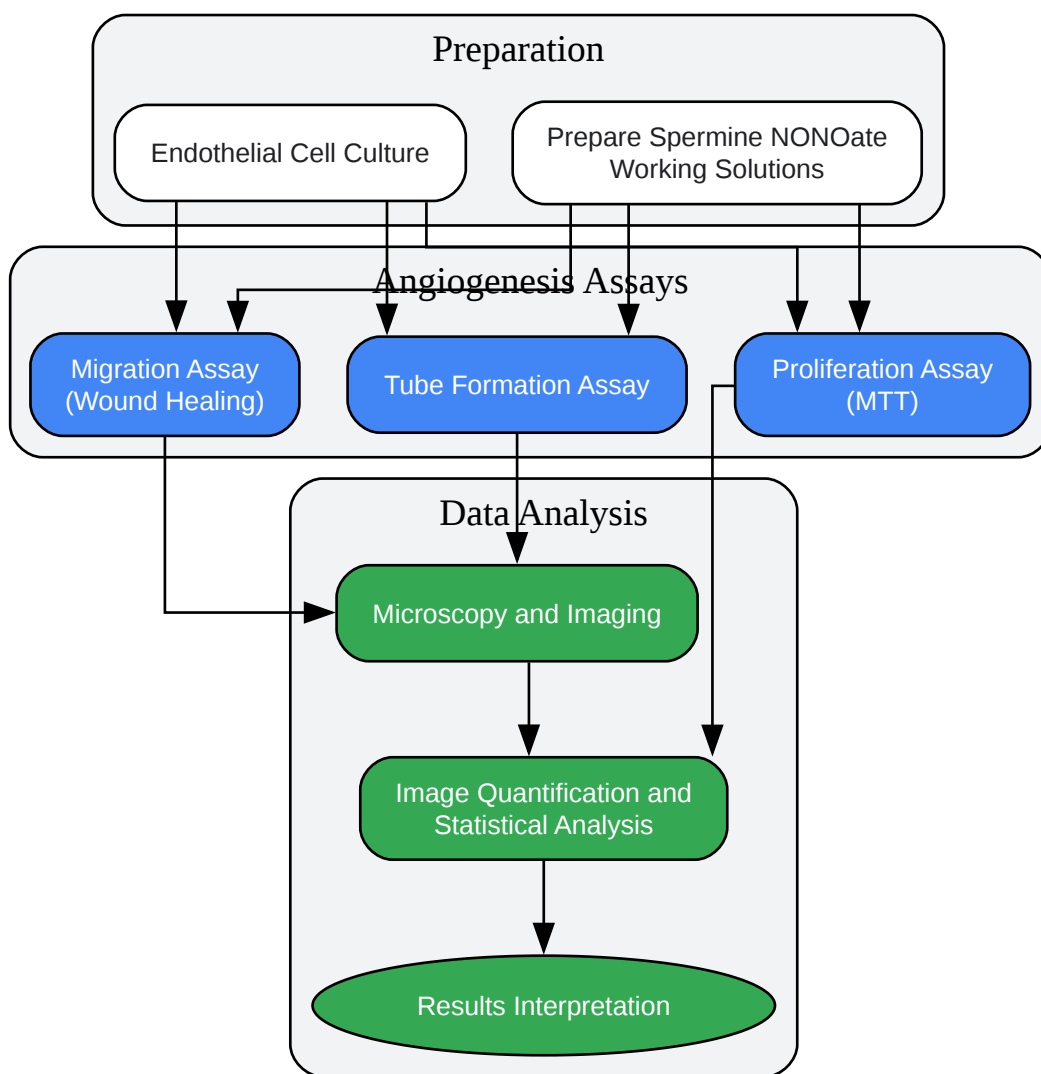 Preparation
Endothelial Cell Culture
Prepare Spermine NONOate
Working Solutions
Angiogenesis Assays
Migration Assay
(Wound Healing)
Tube Formation Assay
Proliferation Assay
(MTT)
Data Analysis
Microscopy and Imaging
Image Quantification and
Statistical Analysis
Results Interpretation